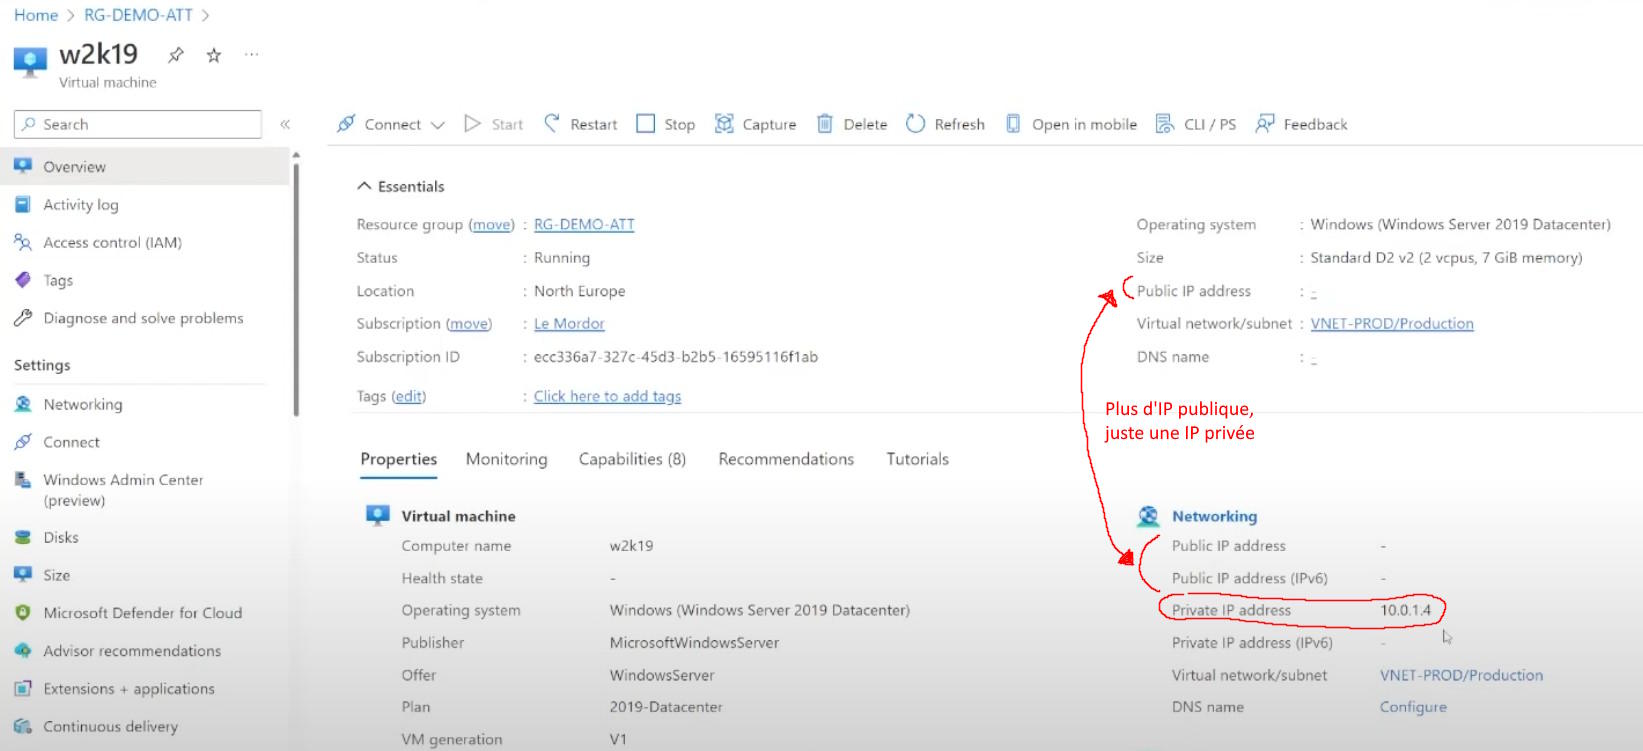 Home > RG-DEMO-ATT >
w2k19
Virtual machine
Search
Connect
Start
Restart
Stop
Capture
Delete
Refresh
Open in mobile
CLI / PS
Feedback
Overview
Activity log
Access control (IAM)
Tags
Diagnose and solve problems
Settings
Networking
Connect
Windows Admin Center
(preview)
Disks
Size
Microsoft Defender for Cloud
Advisor recommendations
Extensions + applications
Continuous delivery
Essentials
Resource group (move) : RG-DEMO-ATT
Status : Running
Location : North Europe
Subscription (move) : Le Mordor
Subscription ID : ecc336a7-327c-45d3-b2b5-16595116f1ab
Tags (edit) : Click here to add tags
Operating system : Windows (Windows Server 2019 Datacenter)
Size : Standard D2 v2 (2 vcpus, 7 GiB memory)
Public IP address : -
Virtual network/subnet : VNET-PROD/Production
DNS name : -
Plus d'IP publique,
juste une IP privée
Properties
Monitoring
Capabilities (8)
Recommendations
Tutorials
Virtual machine
Computer name w2k19
Health state -
Operating system Windows (Windows Server 2019 Datacenter)
Publisher MicrosoftWindowsServer
Offer WindowsServer
Plan 2019-Datacenter
VM generation V1
Networking
Public IP address -
Public IP address (IPv6) -
Private IP address 10.0.1.4
Private IP address (IPv6) -
Virtual network/subnet VNET-PROD/Production
DNS name Configure